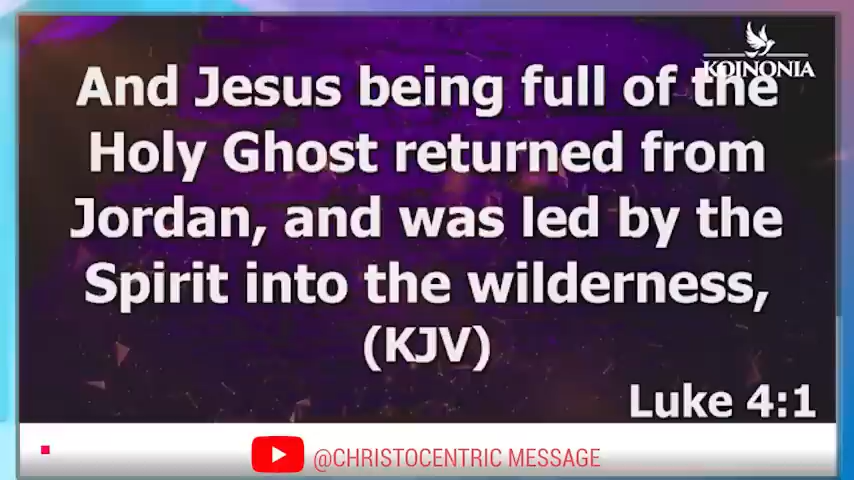 KOINONIA
And Jesus being full of the
Holy Ghost returned from
Jordan, and was led by the
Spirit into the wilderness,
(KJV)
Luke 4:1
@CHRISTOCENTRIC MESSAGE